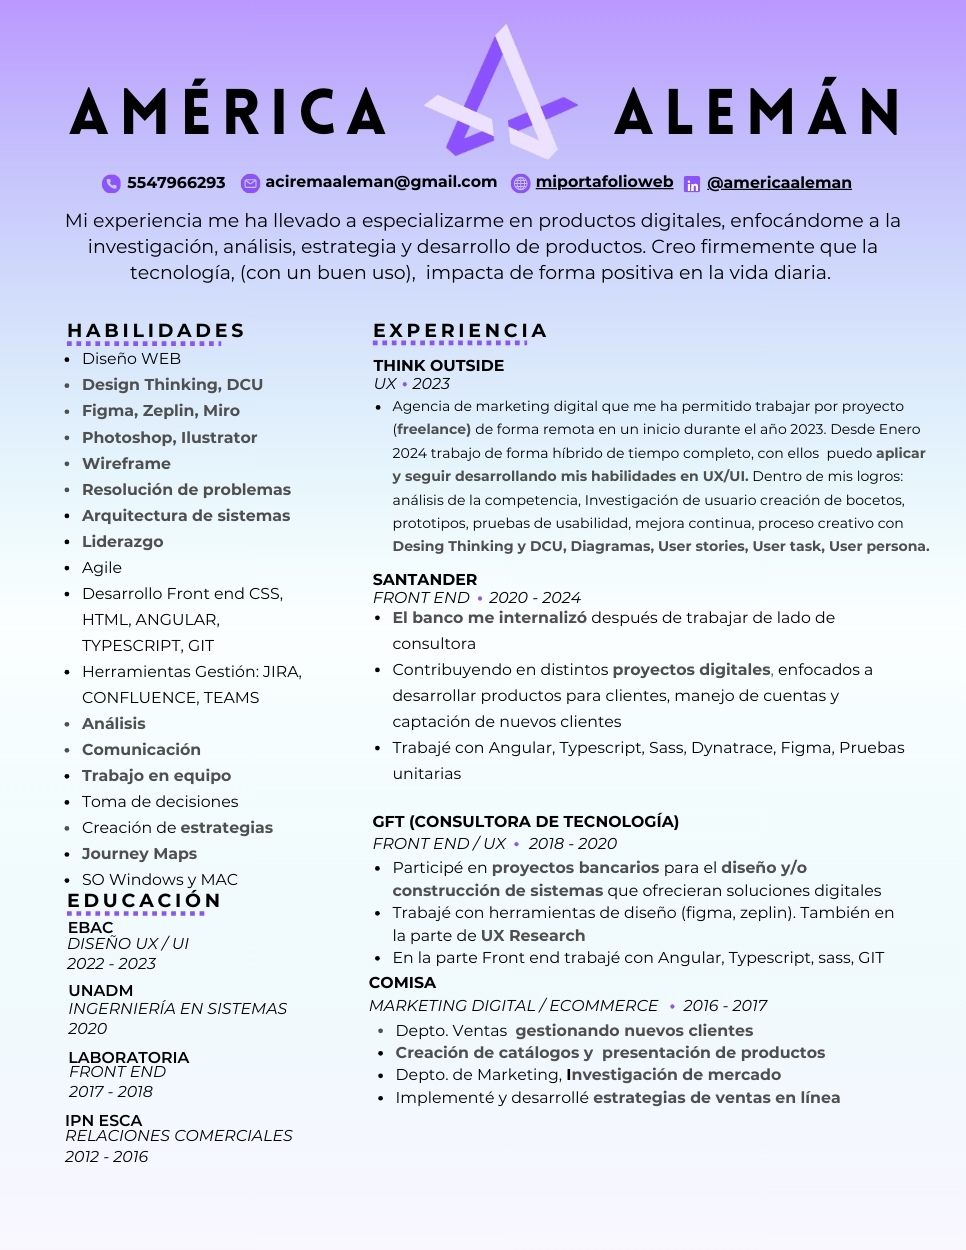 AMÉRICA ALEMÁN
5547966293 aciremaaleman@gmail.com miportafolioweb @americaaleman
Mi experiencia me ha llevado a especializarme en productos digitales, enfocándome a la
investigación, análisis, estrategia y desarrollo de productos. Creo firmemente que la
tecnología, (con un buen uso), impacta de forma positiva en la vida diaria.
HABILIDADES
Diseño WEB
Design Thinking, DCU
Figma, Zeplin, Miro
Photoshop, Ilustrator
Wireframe
Resolución de problemas
Arquitectura de sistemas
Liderazgo
Agile
Desarrollo Front end CSS,
HTML, ANGULAR,
TYPESCRIPT, GIT
Herramientas Gestión: JIRA,
CONFLUENCE, TEAMS
Análisis
Comunicación
Trabajo en equipo
Toma de decisiones
Creación de estrategias
Journey Maps
SO Windows y MAC
EDUCACIÓN
EBAC
DISEÑO UX / UI
2022 - 2023
UNADM
INGERNIERÍA EN SISTEMAS
2020
LABORATORIA
FRONT END
2017 - 2018
IPN ESCA
RELACIONES COMERCIALES
2012 - 2016
EXPERIENCIA
THINK OUTSIDE
UX • 2023
Agencia de marketing digital que me ha permitido trabajar por proyecto
(freelance) de forma remota en un inicio durante el año 2023. Desde Enero
2024 trabajo de forma híbrido de tiempo completo, con ellos puedo aplicar
y seguir desarrollando mis habilidades en UX/UI. Dentro de mis logros:
análisis de la competencia, Investigación de usuario creación de bocetos,
prototipos, pruebas de usabilidad, mejora continua, proceso creativo con
Desing Thinking y DCU, Diagramas, User stories, User task, User persona.
SANTANDER
FRONT END • 2020 - 2024
El banco me internalizó después de trabajar de lado de
consultora
Contribuyendo en distintos proyectos digitales, enfocados a
desarrollar productos para clientes, manejo de cuentas y
captación de nuevos clientes
Trabajé con Angular, Typescript, Sass, Dynatrace, Figma, Pruebas
unitarias
GFT (CONSULTORA DE TECNOLOGÍA)
FRONT END / UX • 2018 - 2020
Participé en proyectos bancarios para el diseño y/o
construcción de sistemas que ofrecieran soluciones digitales
Trabajé con herramientas de diseño (figma, zeplin). También en
la parte de UX Research
En la parte Front end trabajé con Angular, Typescript, sass, GIT
COMISA
MARKETING DIGITAL / ECOMMERCE • 2016 - 2017
Depto. Ventas gestionando nuevos clientes
Creación de catálogos y presentación de productos
Depto. de Marketing, Investigación de mercado
Implementé y desarrollé estrategias de ventas en línea